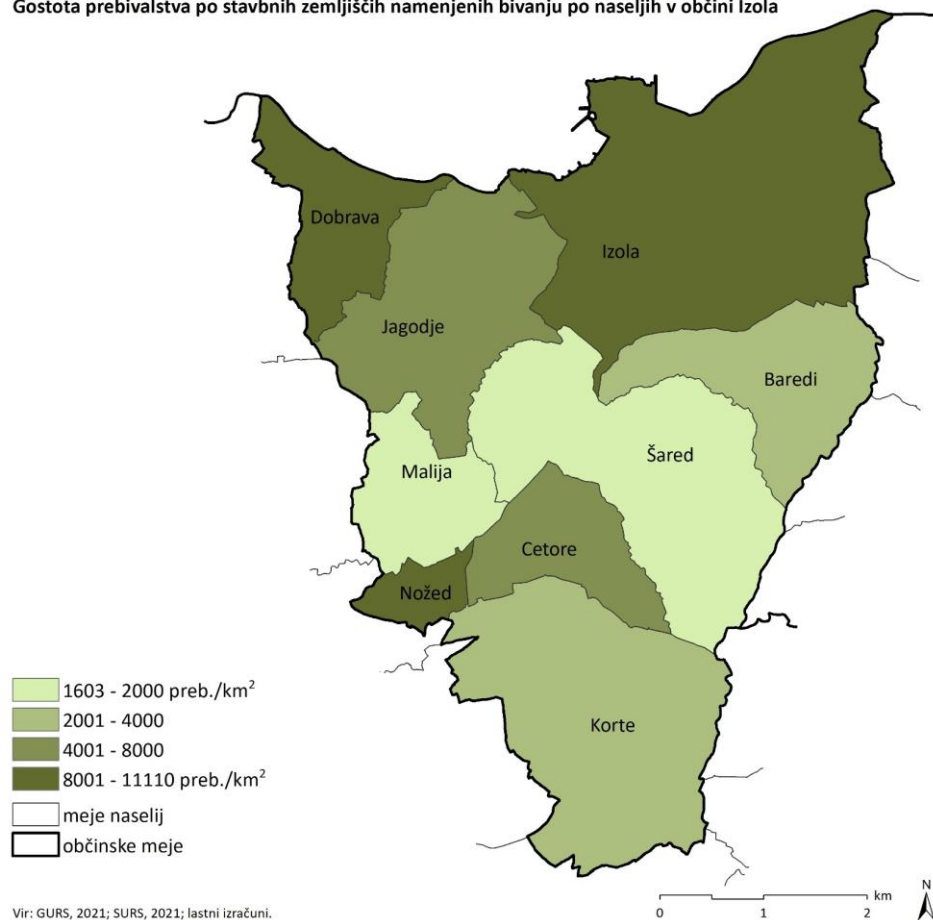 Gostota prebivalstva po stavbnih zemljiščih namenjenih bivanju po naseljih v občini Izola
Dobrava
Izola
Jagodje
Baredi
Šared
Malija
Cetore
Nožed
Korte
1603 - 2000 preb./km²
2001 - 4000
4001 - 8000
8001 - 11110 preb./km²
meje naselij
občinske meje
Vir: GURS, 2021; SURS, 2021; lastni izračuni.
km
0 1 2
N